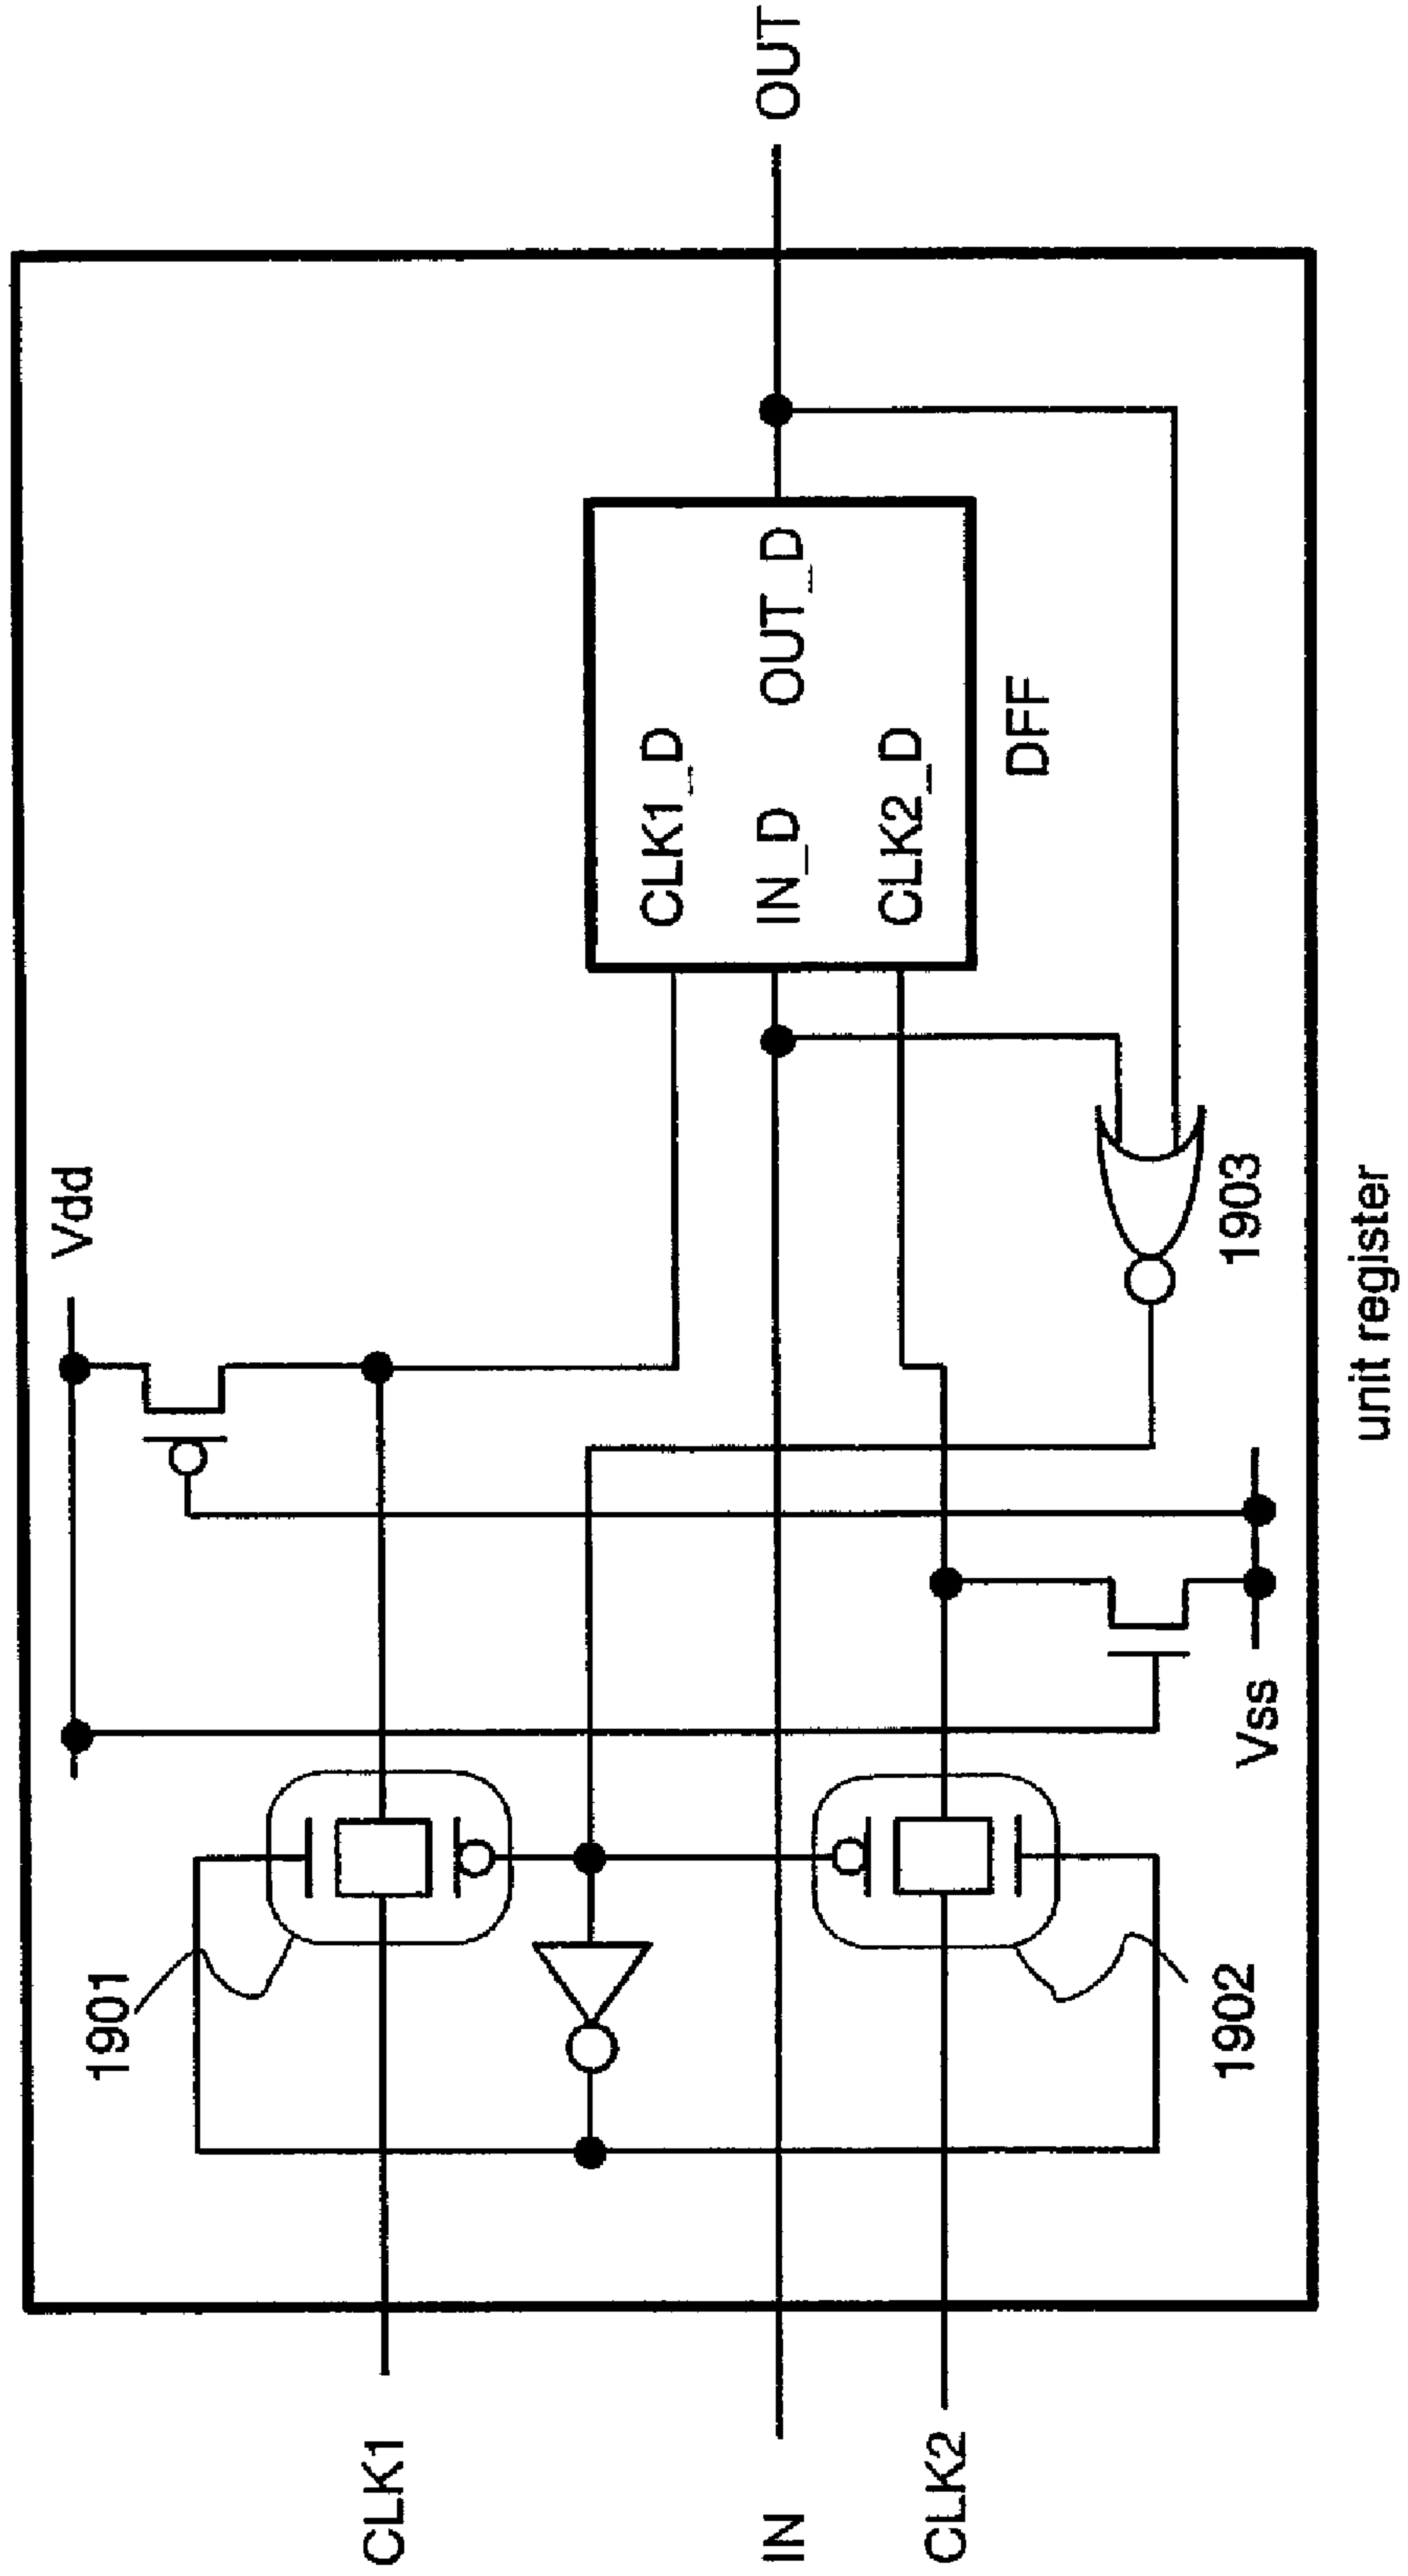 Vdd
1901
CLK1
CLK1_D
IN_D
OUT_D
CLK2_D
DFF
IN
OUT
CLK2
1902
Vss
1903
unit register